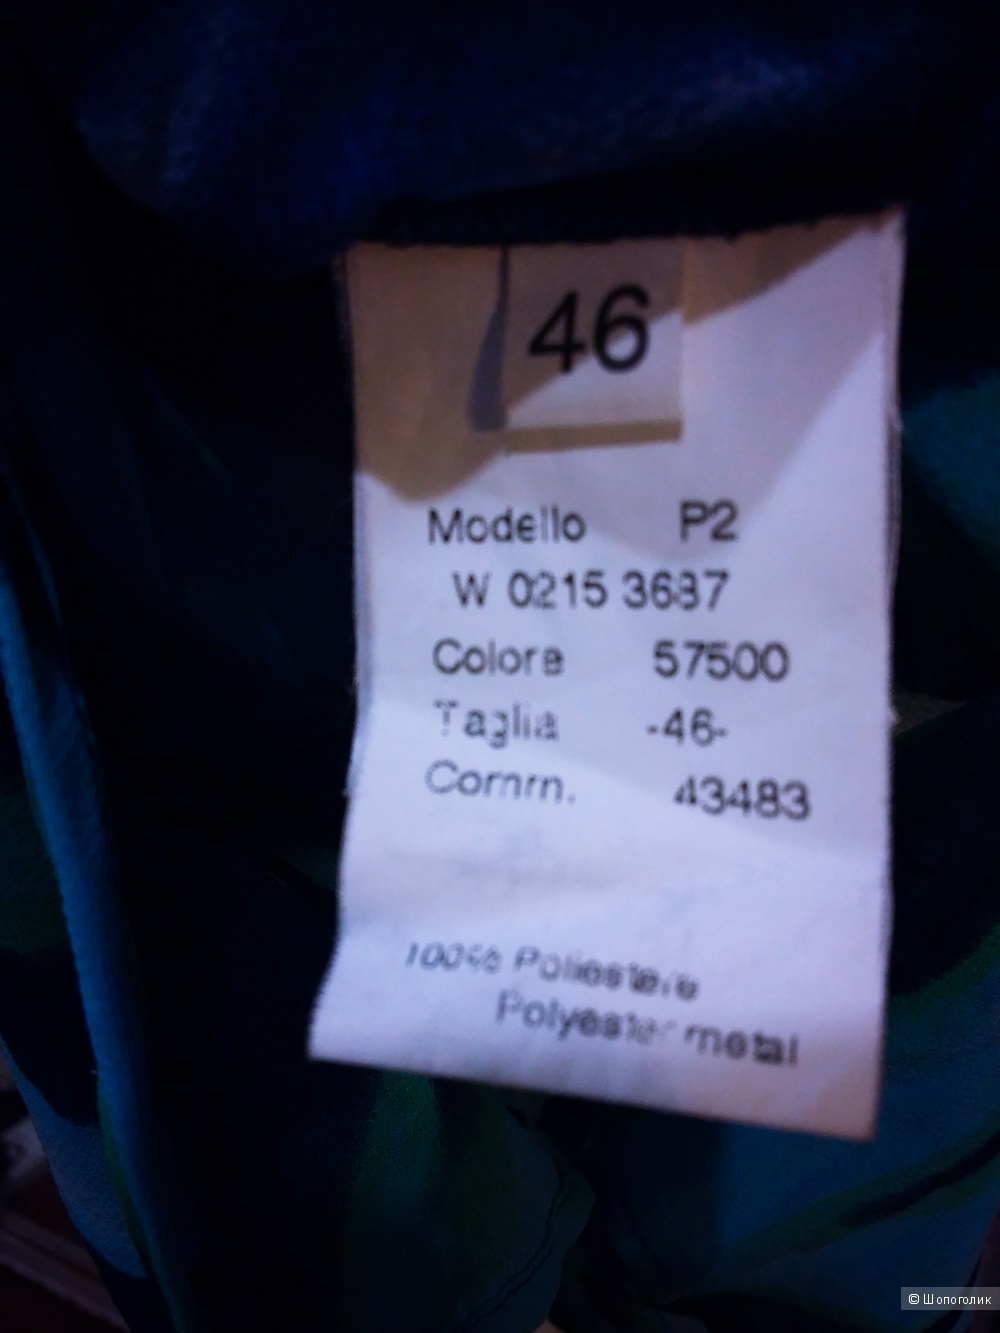 46
Modello P2
W 0215 3687
Colore 57500
Taglia -46-
Comm. 43483
100% Poliestere
Polyester metal
© Шопоголик